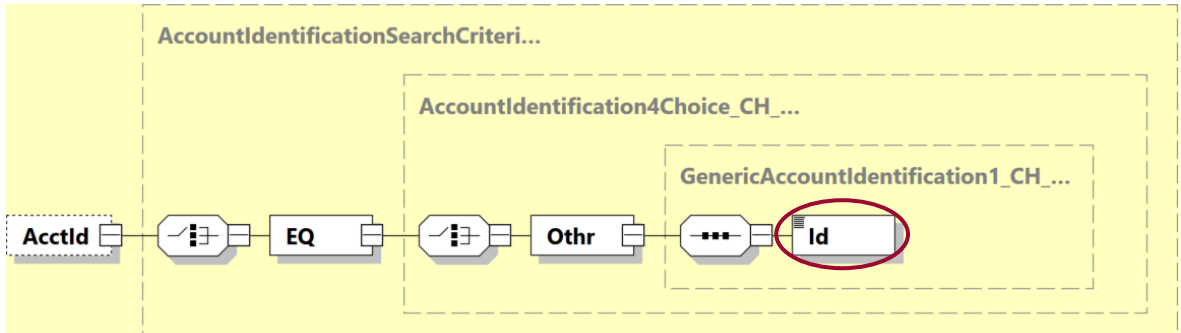 AccountIdentificationSearchCriteri...
AccountIdentification4Choice_CH_...
GenericAccountIdentification1_CH_...
AcctId
EQ
Othr
Id